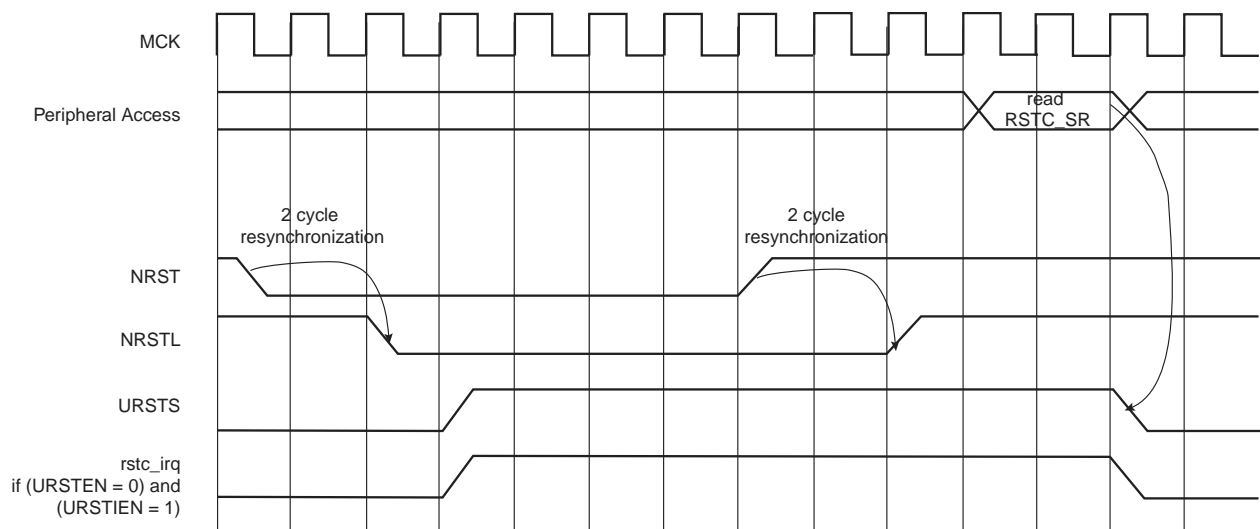 MCK
Peripheral Access
read
RSTC_SR
2 cycle
resynchronization
2 cycle
resynchronization
NRST
NRSTL
URSTS
rstc_irq
if (URSTEN = 0) and
(URSTIEN = 1)